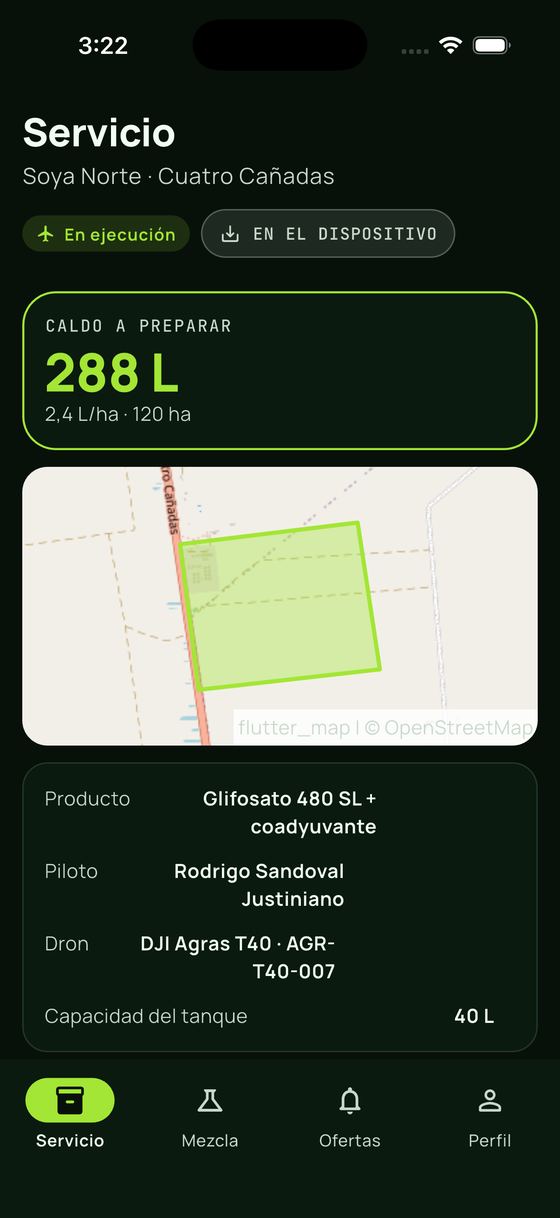 3:22
Servicio
Soya Norte · Cuatro Cañadas
En ejecución
EN EL DISPOSITIVO
CALDO A PREPARAR
288 L
2,4 L/ha · 120 ha
ro Cañadas
flutter_map | © OpenStreetMap
Producto
Glifosato 480 SL +
coadyuvante
Piloto
Rodrigo Sandoval
Justiniano
Dron
DJI Agras T40 · AGR-
T40-007
Capacidad del tanque
40 L
Servicio
Mezcla
Ofertas
Perfil